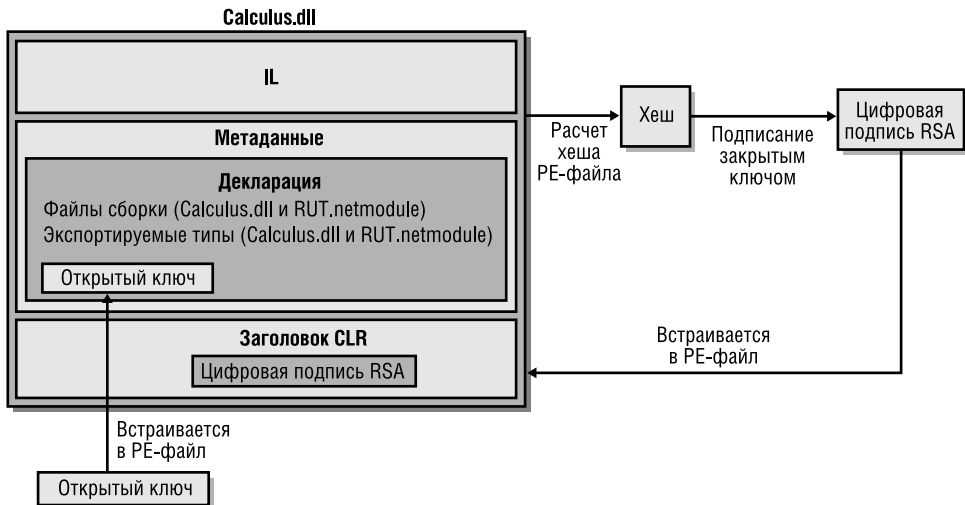 Calculus.dll
IL
Метаданные
Декларация
Файлы сборки (Calculus.dll и RUT.netmodule)
Экспортируемые типы (Calculus.dll и RUT.netmodule)
Открытый ключ
Заголовок CLR
Цифровая подпись RSA
Встраивается
в PE-файл
Открытый ключ
Расчет
хеша
PE-файла
Хеш
Подписание
закрытым
ключом
Цифровая
подпись RSA
Встраивается
в PE-файл